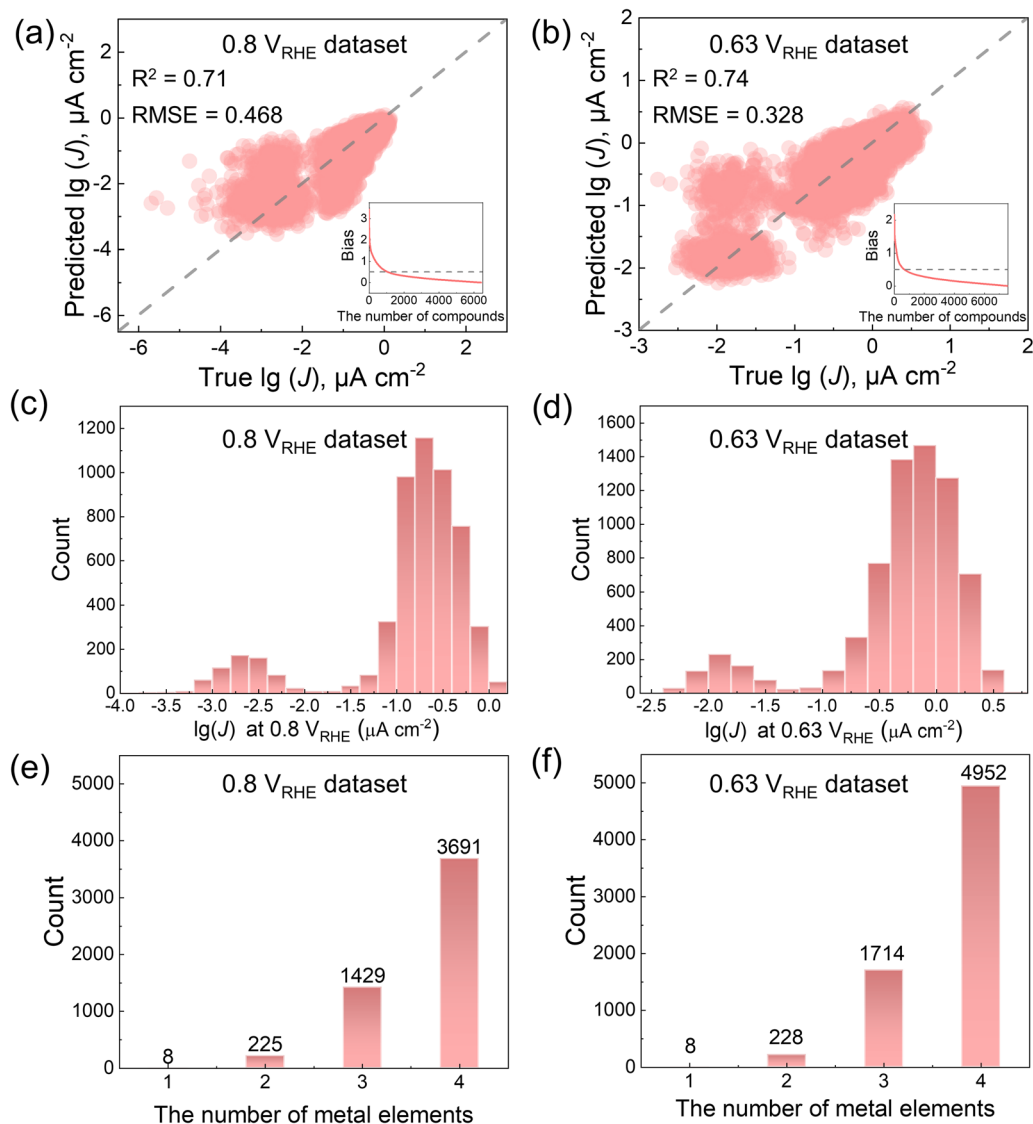 (a)
0.8 VRHE dataset
R2 = 0.71
RMSE = 0.468
Predicted lg (J), µA cm-2
2
0
-2
-4
-6
-6 -4 -2 0 2
True lg (J), µA cm-2
Bias
3
2
1
0
0 2000 4000 6000
The number of compounds
(b)
0.63 VRHE dataset
R2 = 0.74
RMSE = 0.328
Predicted lg (J), µA cm-2
2
1
0
-1
-2
-3
-3 -2 -1 0 1 2
True lg (J), µA cm-2
Bias
2
1
0
0 2000 4000 6000
The number of compounds
(c)
0.8 VRHE dataset
Count
1200
1000
800
600
400
200
0
-4.0 -3.5 -3.0 -2.5 -2.0 -1.5 -1.0 -0.5 0.0
lg(J) at 0.8 VRHE (µA cm-2)
(d)
0.63 VRHE dataset
Count
1600
1400
1200
1000
800
600
400
200
0
-2.5 -2.0 -1.5 -1.0 -0.5 0.0 0.5
lg(J) at 0.63 VRHE (µA cm-2)
(e)
0.8 VRHE dataset
Count
5000
4000
3000
2000
1000
0
8
225
1429
3691
1 2 3 4
The number of metal elements
(f)
0.63 VRHE dataset
Count
5000
4000
3000
2000
1000
0
8
228
1714
4952
1 2 3 4
The number of metal elements